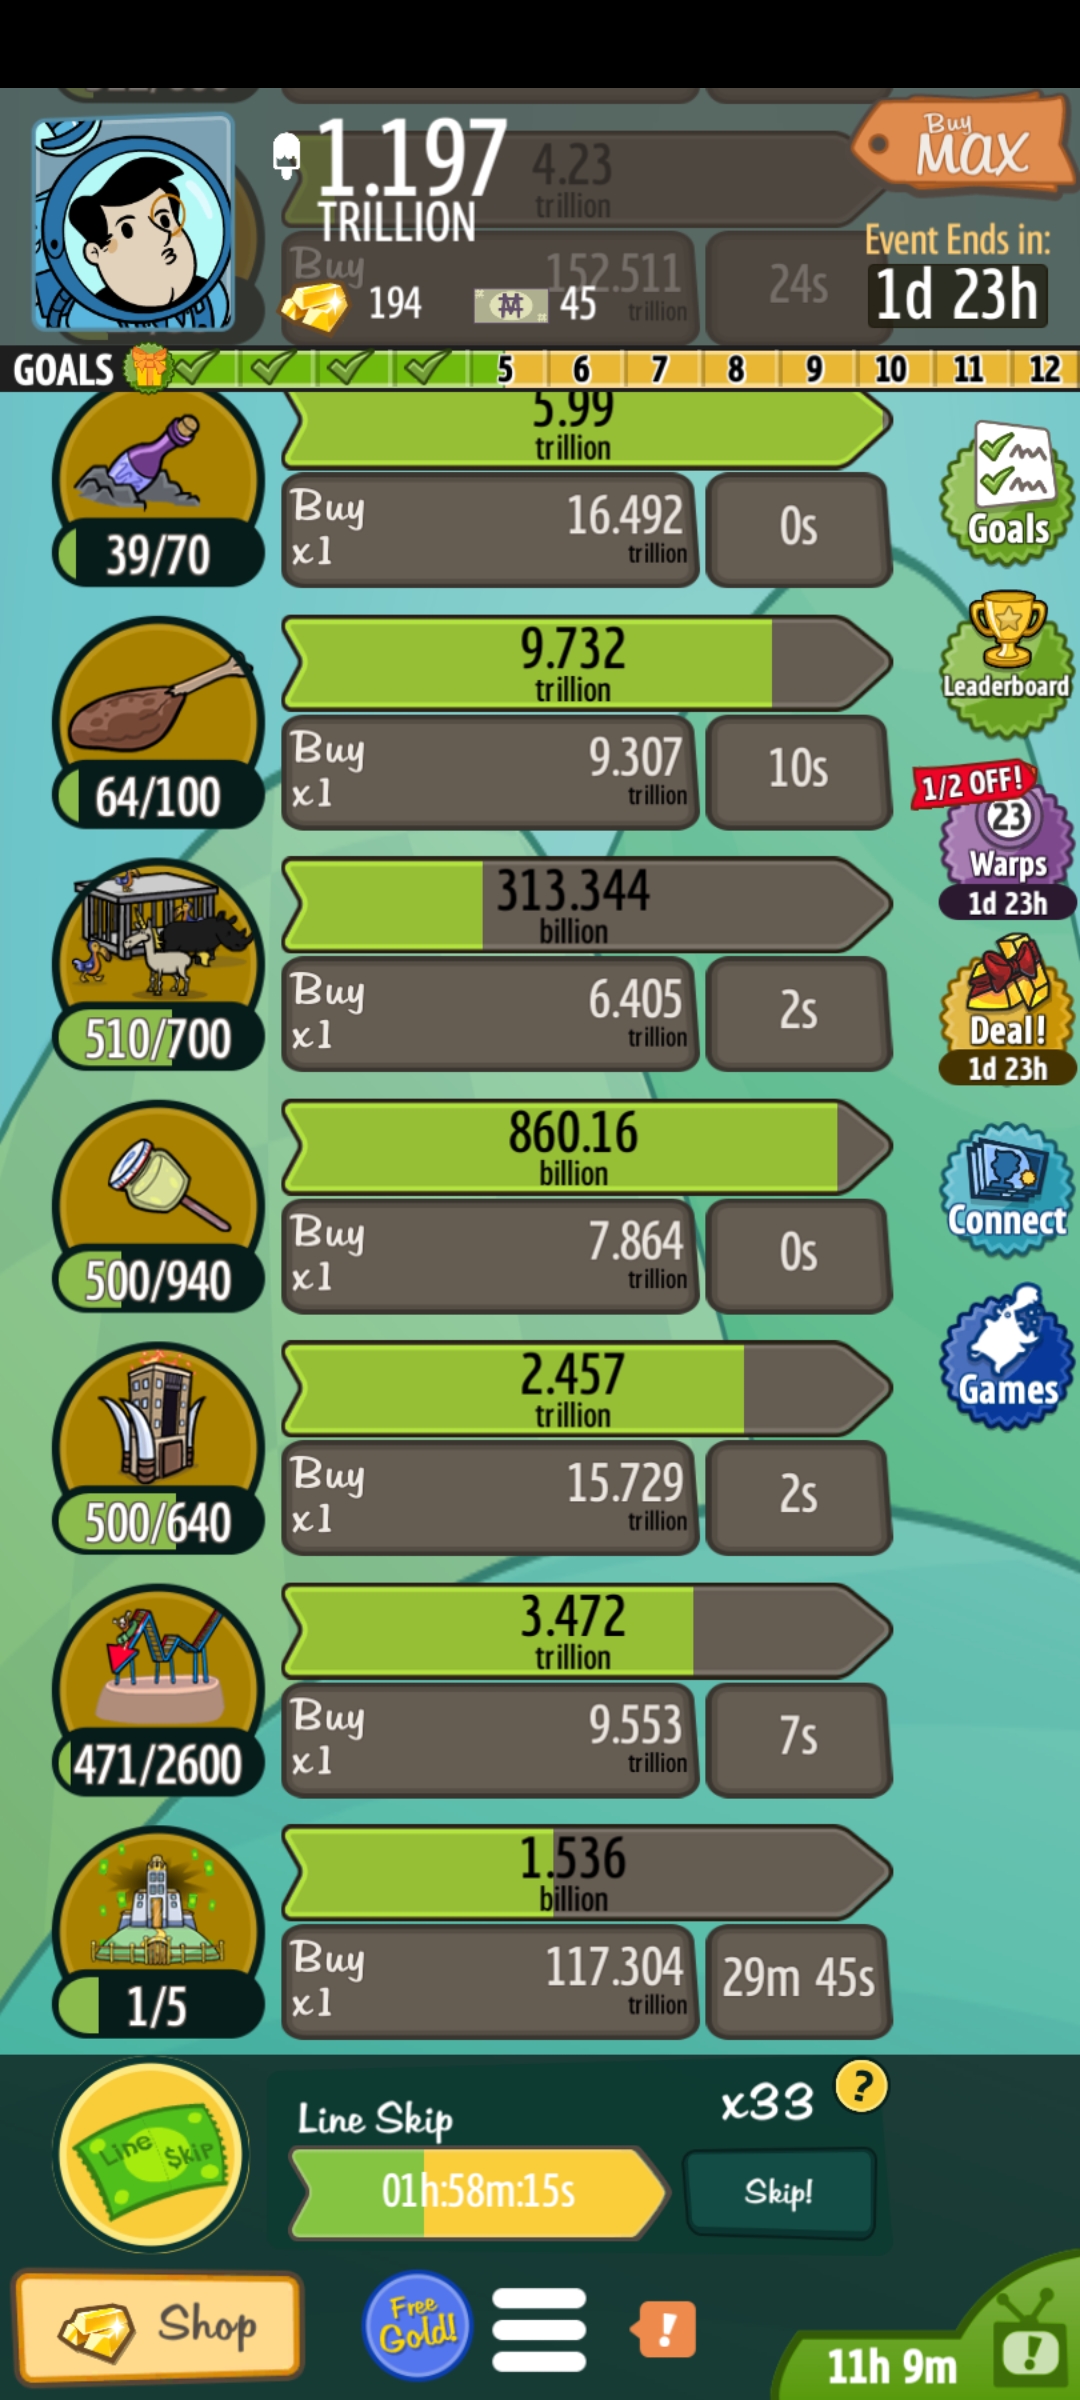 1.197
TRILLION
194
45
Buy
MAX
Event Ends in:
1d 23h
4.23
trillion
Buy
152.511
trillion
24s
GOALS
5
6
7
8
9
10
11
12
5.99
trillion
39/70
Buy
x1
16.492
trillion
0s
9.732
trillion
64/100
Buy
x1
9.307
trillion
10s
313.344
billion
510/700
Buy
x1
6.405
trillion
2s
860.16
billion
500/940
Buy
x1
7.864
trillion
0s
2.457
trillion
500/640
Buy
x1
15.729
trillion
2s
3.472
trillion
471/2600
Buy
x1
9.553
trillion
7s
1.536
billion
1/5
Buy
x1
117.304
trillion
29m 45s
Goals
Leaderboard
1/2 OFF!
23
Warps
1d 23h
Deal!
1d 23h
Connect
Games
Line $kip
Line Skip
x33
?
01h:58m:15s
Skip!
Shop
Free
Gold!
!
11h 9m
!